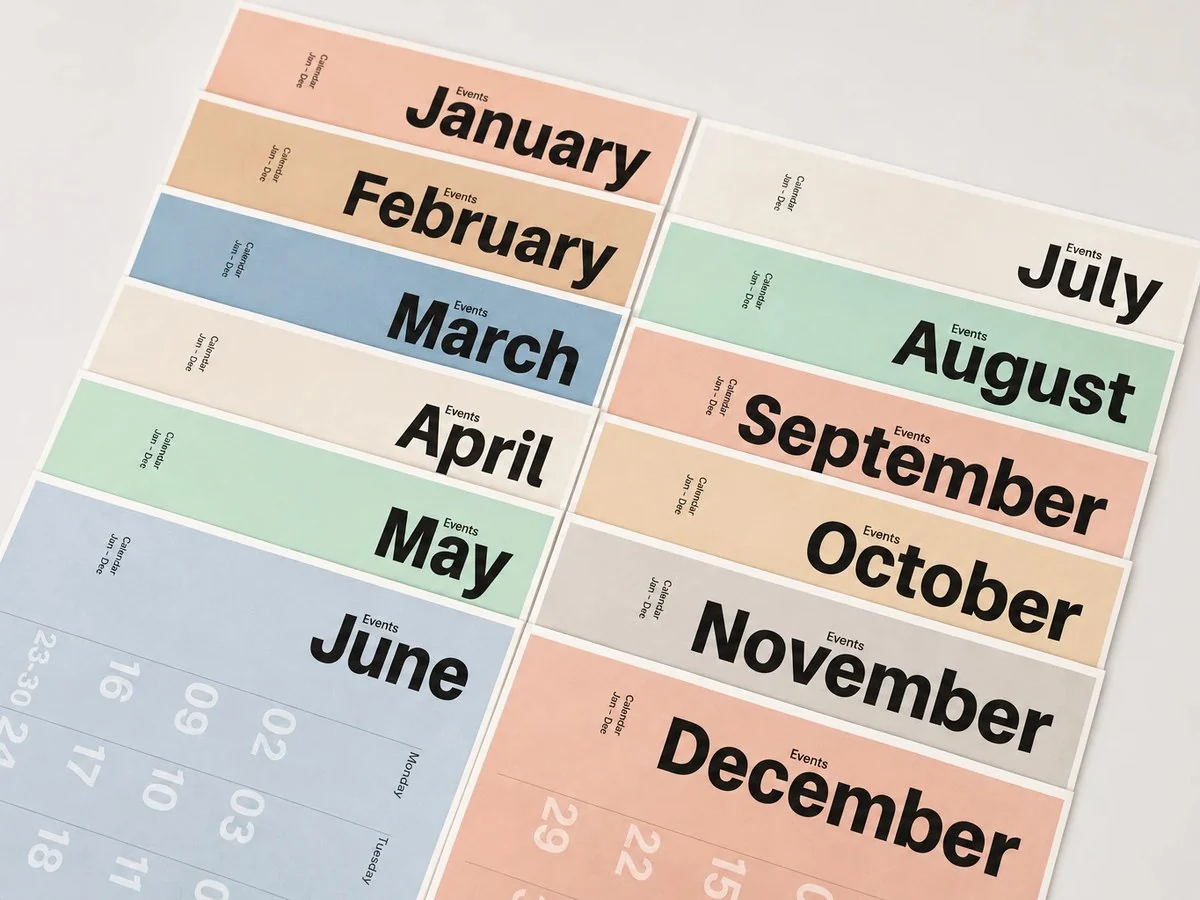 Calendar
Jan – Dec
Events
January
Calendar
Jan – Dec
Events
February
Calendar
Jan – Dec
Events
March
Calendar
Jan – Dec
Events
April
Calendar
Jan – Dec
Events
May
Calendar
Jan – Dec
Events
June
Monday
02
09
16
23-30
Tuesday
03
10
17
24
11
18
Calendar
Jan – Dec
Events
July
Calendar
Jan – Dec
Events
August
Calendar
Jan – Dec
Events
September
Calendar
Jan – Dec
Events
October
Calendar
Jan – Dec
Events
November
Calendar
Jan – Dec
Events
December
15
22
29